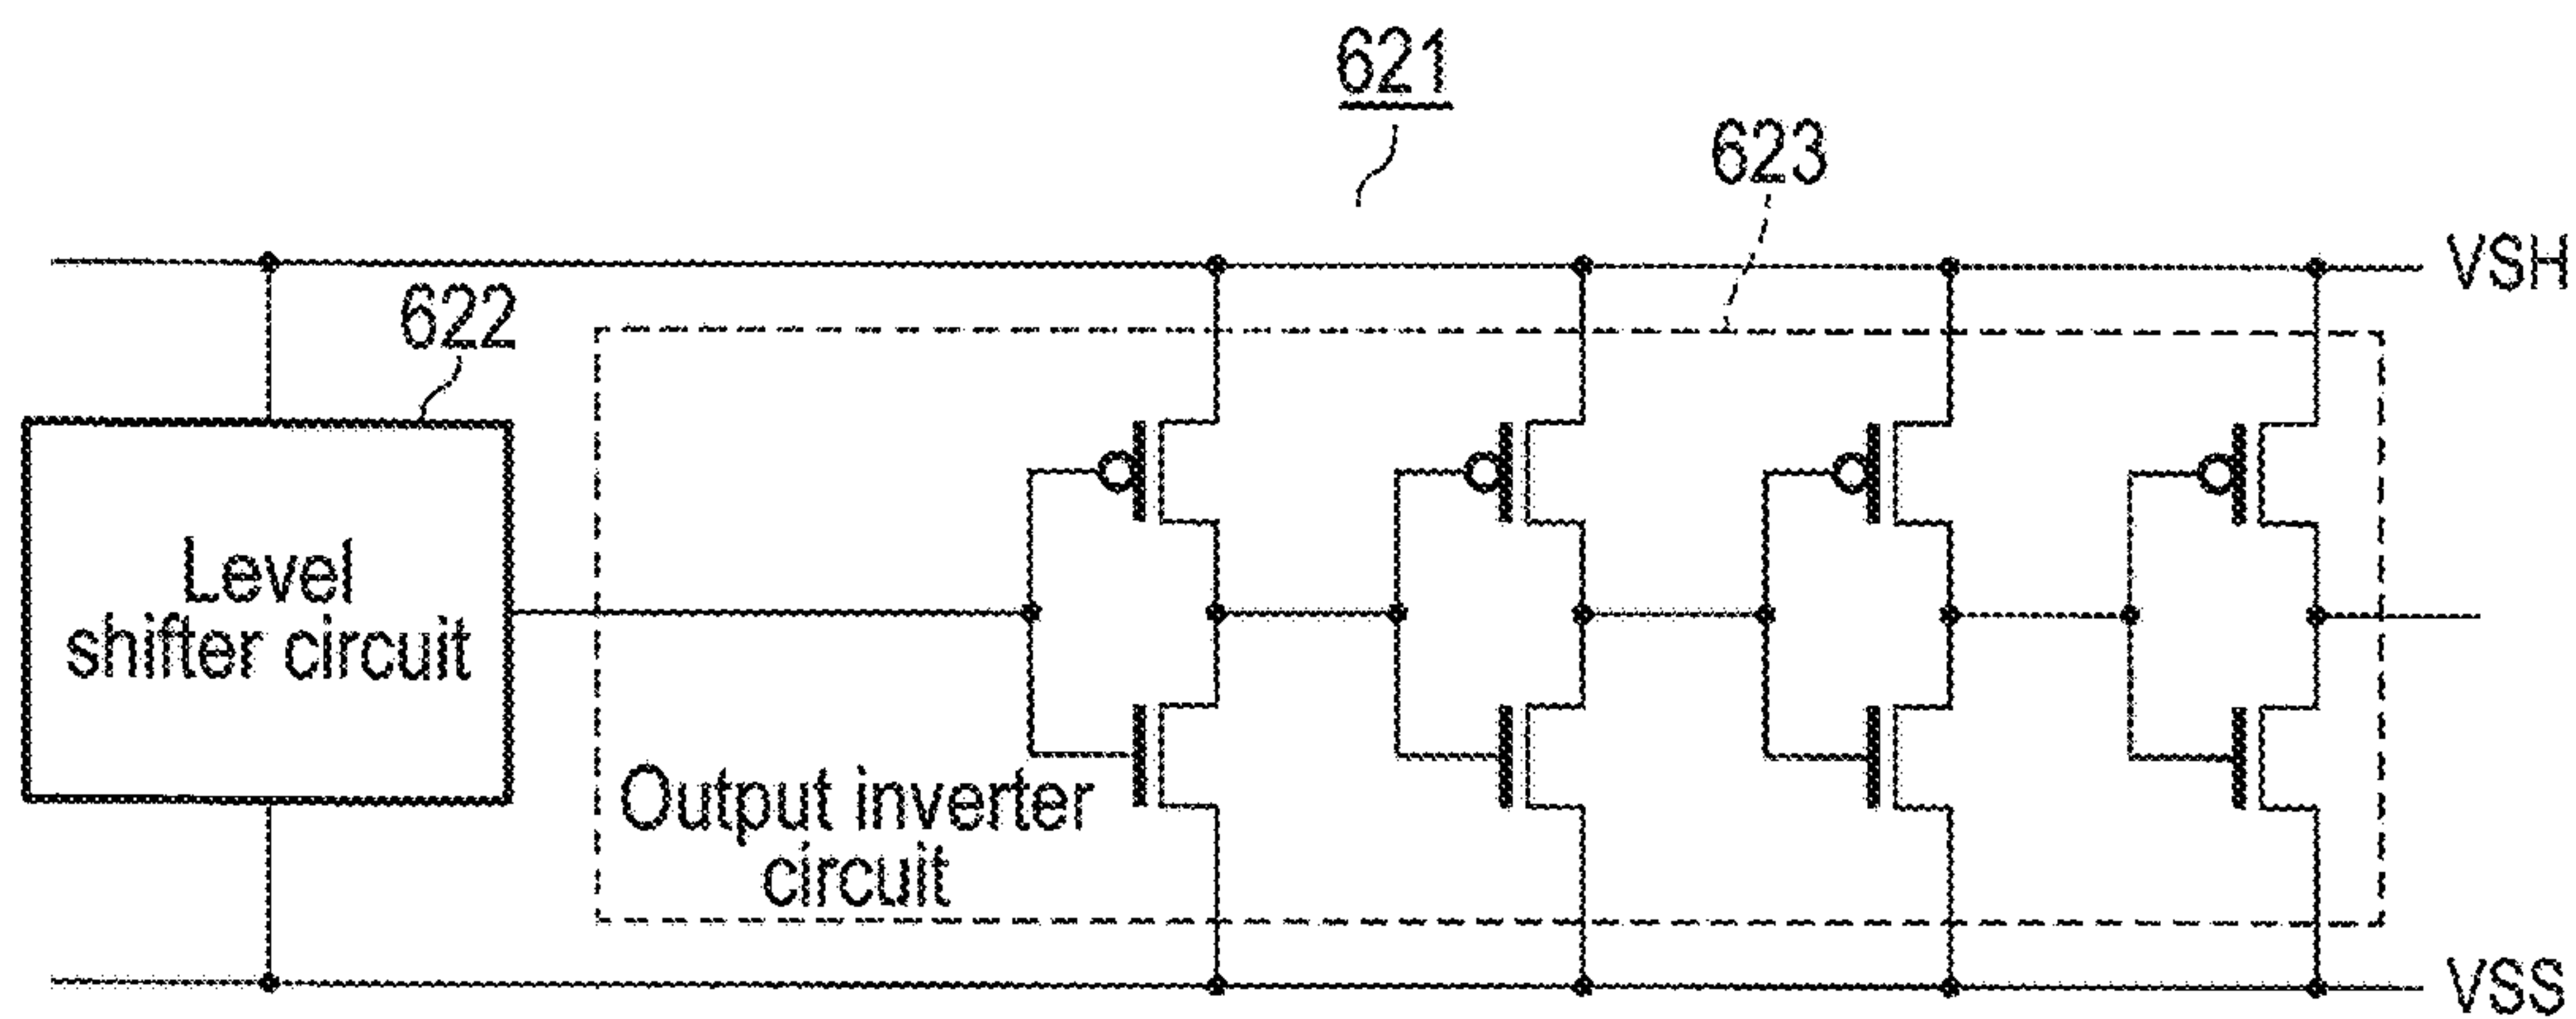 621
623
VSH
622
Level
shifter circuit
Output inverter
circuit
VSS